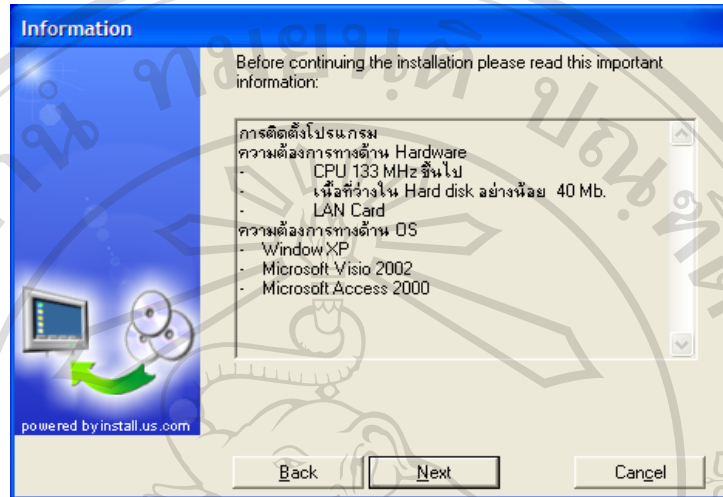 Information
Before continuing the installation please read this important
information:
การติดตั้งโปรแกรม
ความต้องการทางด้าน Hardware
- CPU 133 MHz ขึ้นไป
- เนื้อที่ว่างใน Hard disk อย่างน้อย 40 Mb.
- LAN Card
ความต้องการทางด้าน OS
- Window XP
- Microsoft Visio 2002
- Microsoft Access 2000
powered by install.us.com
Back
Next
Cancel